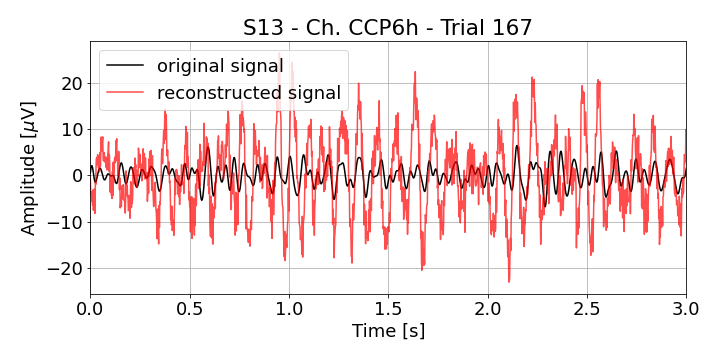 S13 - Ch. CCP6h - Trial 167
original signal
reconstructed signal
Amplitude [μV]
20
10
0
−10
−20
0.0 0.5 1.0 1.5 2.0 2.5 3.0
Time [s]